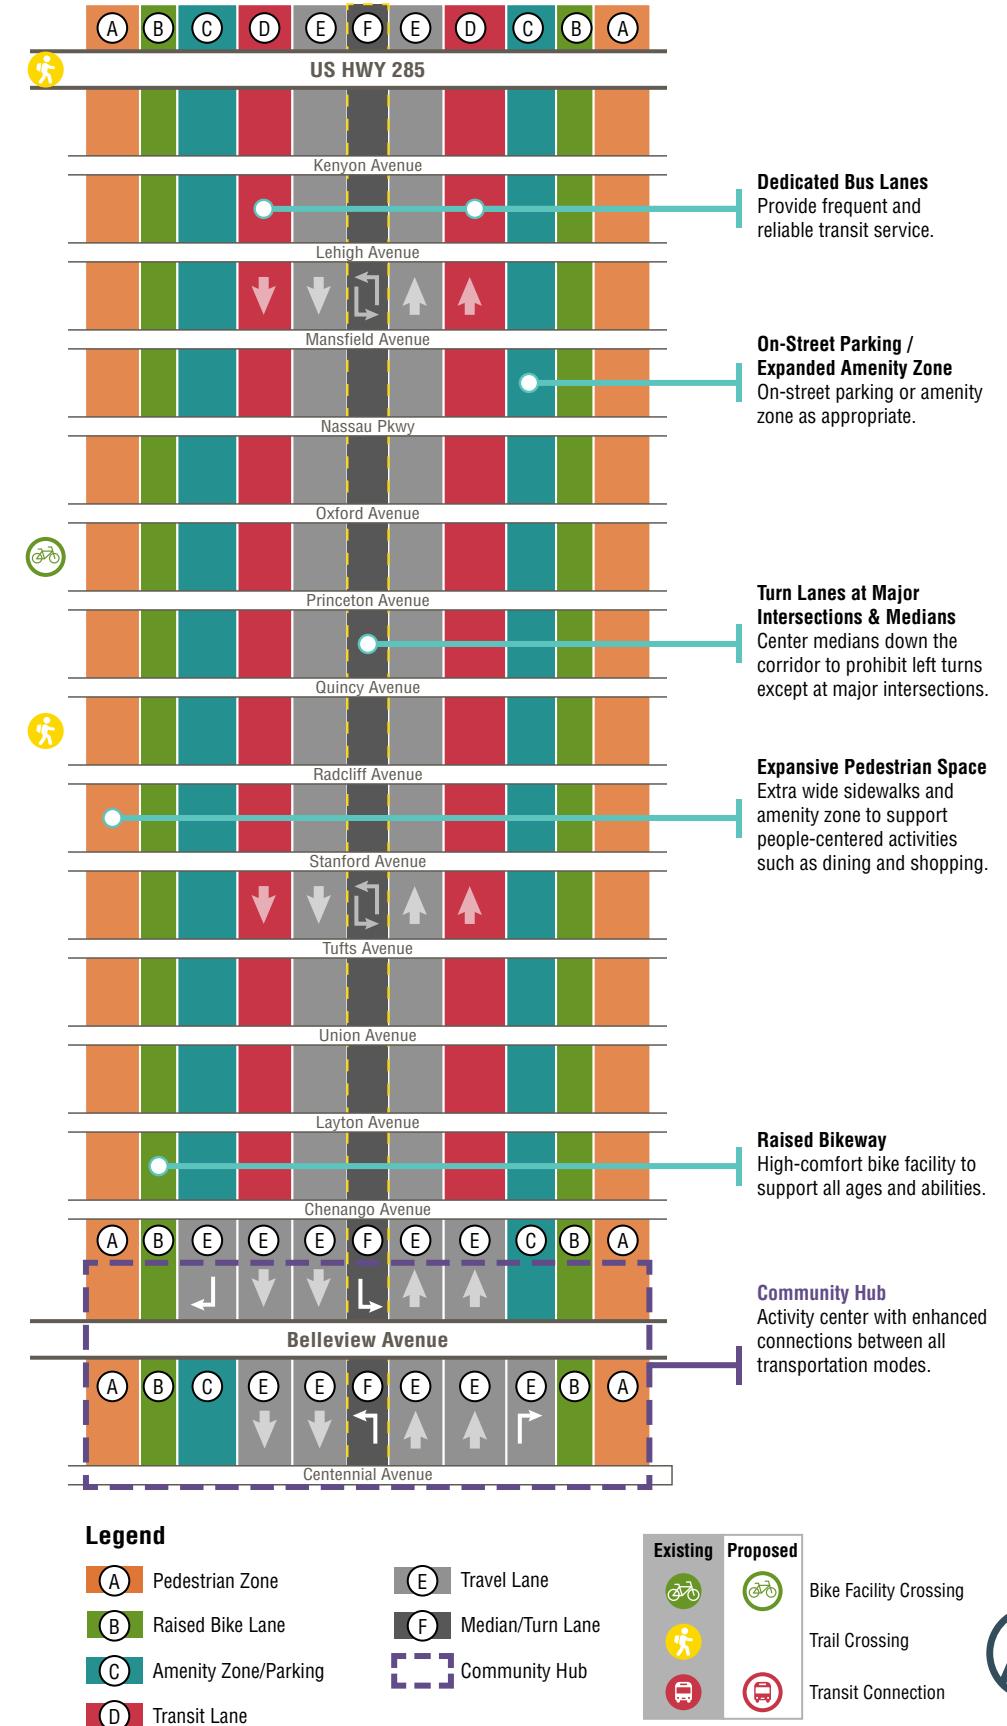 A B C D E F E D C B A
US HWY 285
Kenyon Avenue
Dedicated Bus Lanes
Provide frequent and
reliable transit service.
Lehigh Avenue
Mansfield Avenue
On-Street Parking /
Expanded Amenity Zone
On-street parking or amenity
zone as appropriate.
Nassau Pkwy
Oxford Avenue
Princeton Avenue
Turn Lanes at Major
Intersections & Medians
Center medians down the
corridor to prohibit left turns
except at major intersections.
Quincy Avenue
Radcliff Avenue
Expansive Pedestrian Space
Extra wide sidewalks and
amenity zone to support
people-centered activities
such as dining and shopping.
Stanford Avenue
Tufts Avenue
Union Avenue
Layton Avenue
Raised Bikeway
High-comfort bike facility to
support all ages and abilities.
Chenango Avenue
A B E E E F E E C B A
Community Hub
Activity center with enhanced
connections between all
transportation modes.
Belleview Avenue
A B C E E F E E E B A
Centennial Avenue
Legend
A Pedestrian Zone
B Raised Bike Lane
C Amenity Zone/Parking
D Transit Lane
E Travel Lane
F Median/Turn Lane
Community Hub
Existing Proposed
Bike Facility Crossing
Trail Crossing
Transit Connection